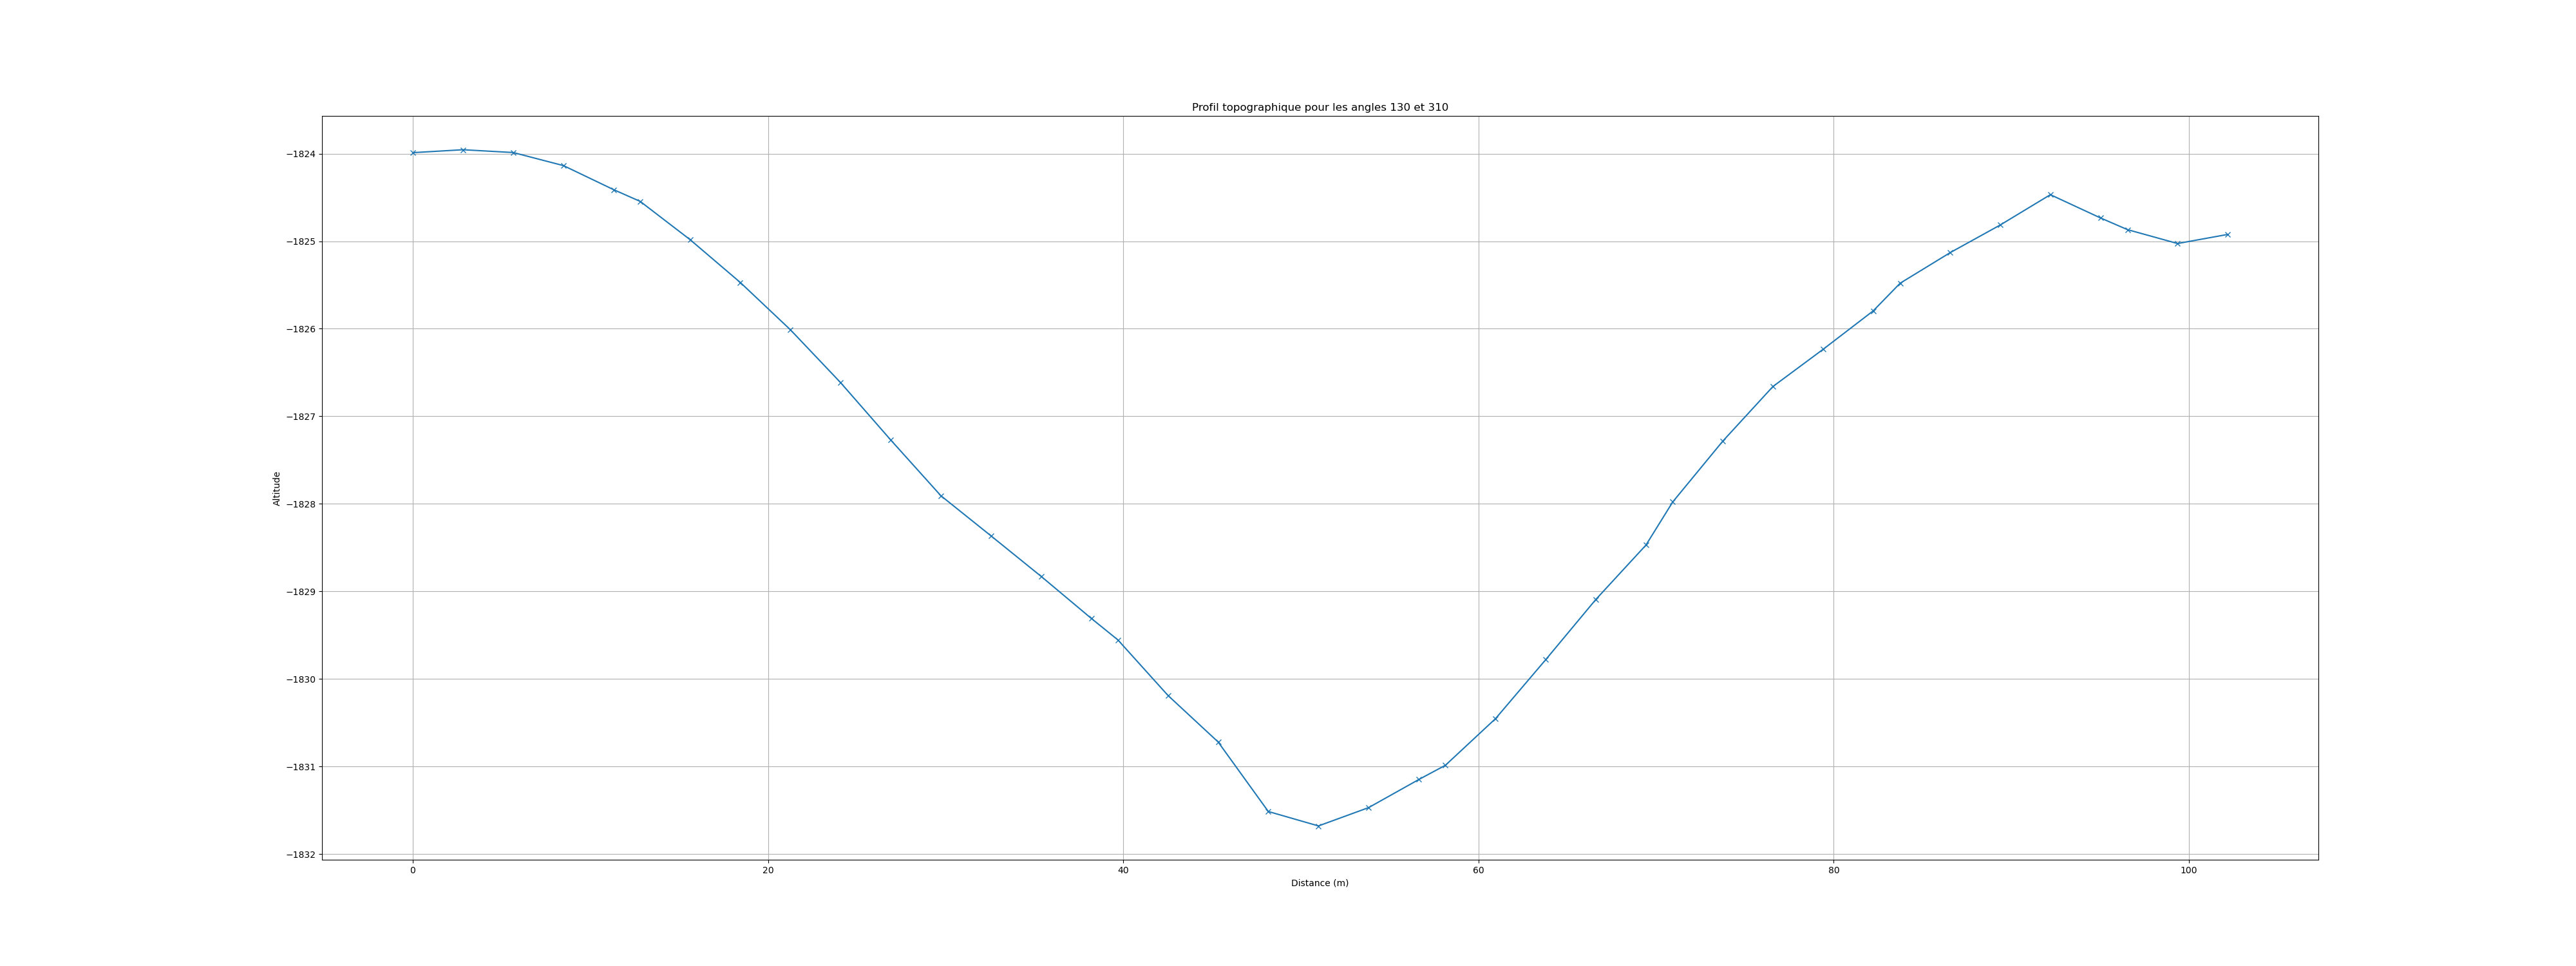 Profil topographique pour les angles 130 et 310
Altitude
−1824
−1825
−1826
−1827
−1828
−1829
−1830
−1831
−1832
0 20 40 60 80 100
Distance (m)